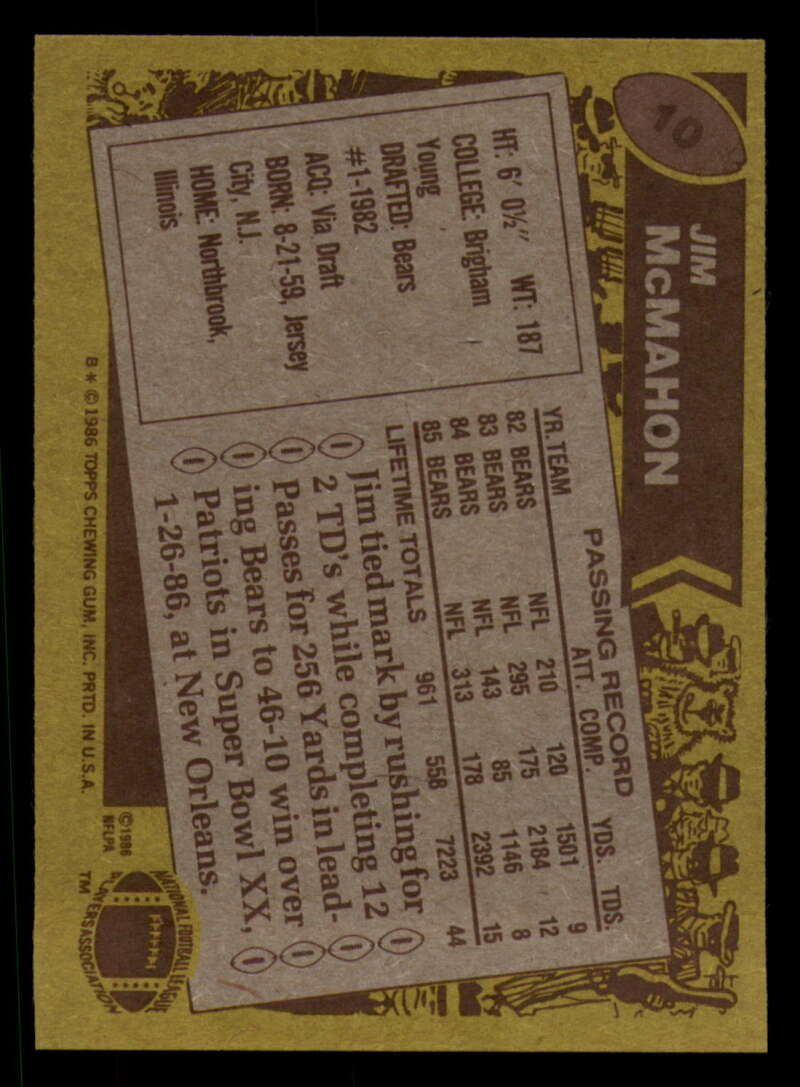 10
JIM
McMAHON
HT: 6' 0½" WT: 187
COLLEGE: Brigham
Young
DRAFTED: Bears
#1-1982
ACQ: Via Draft
BORN: 8-21-59, Jersey
City, N.J.
HOME: Northbrook,
Illinois
PASSING RECORD
YR. TEAM ATT. COMP. YDS. TDS.
82 BEARS NFL 210 120 1501 9
83 BEARS NFL 295 175 2184 12
84 BEARS NFL 143 85 1146 8
85 BEARS NFL 313 178 2392 15
LIFETIME TOTALS 961 558 7223 44
Jim tied mark by rushing for
2 TD's while completing 12
Passes for 256 Yards in lead-
ing Bears to 46-10 win over
Patriots in Super Bowl XX,
1-26-86, at New Orleans.
B * © 1986 TOPPS CHEWING GUM, INC. PRTD. IN U.S.A.
© 1986
NFLPA
NATIONAL FOOTBALL LEAGUE
PLAYERS ASSOCIATION
TM